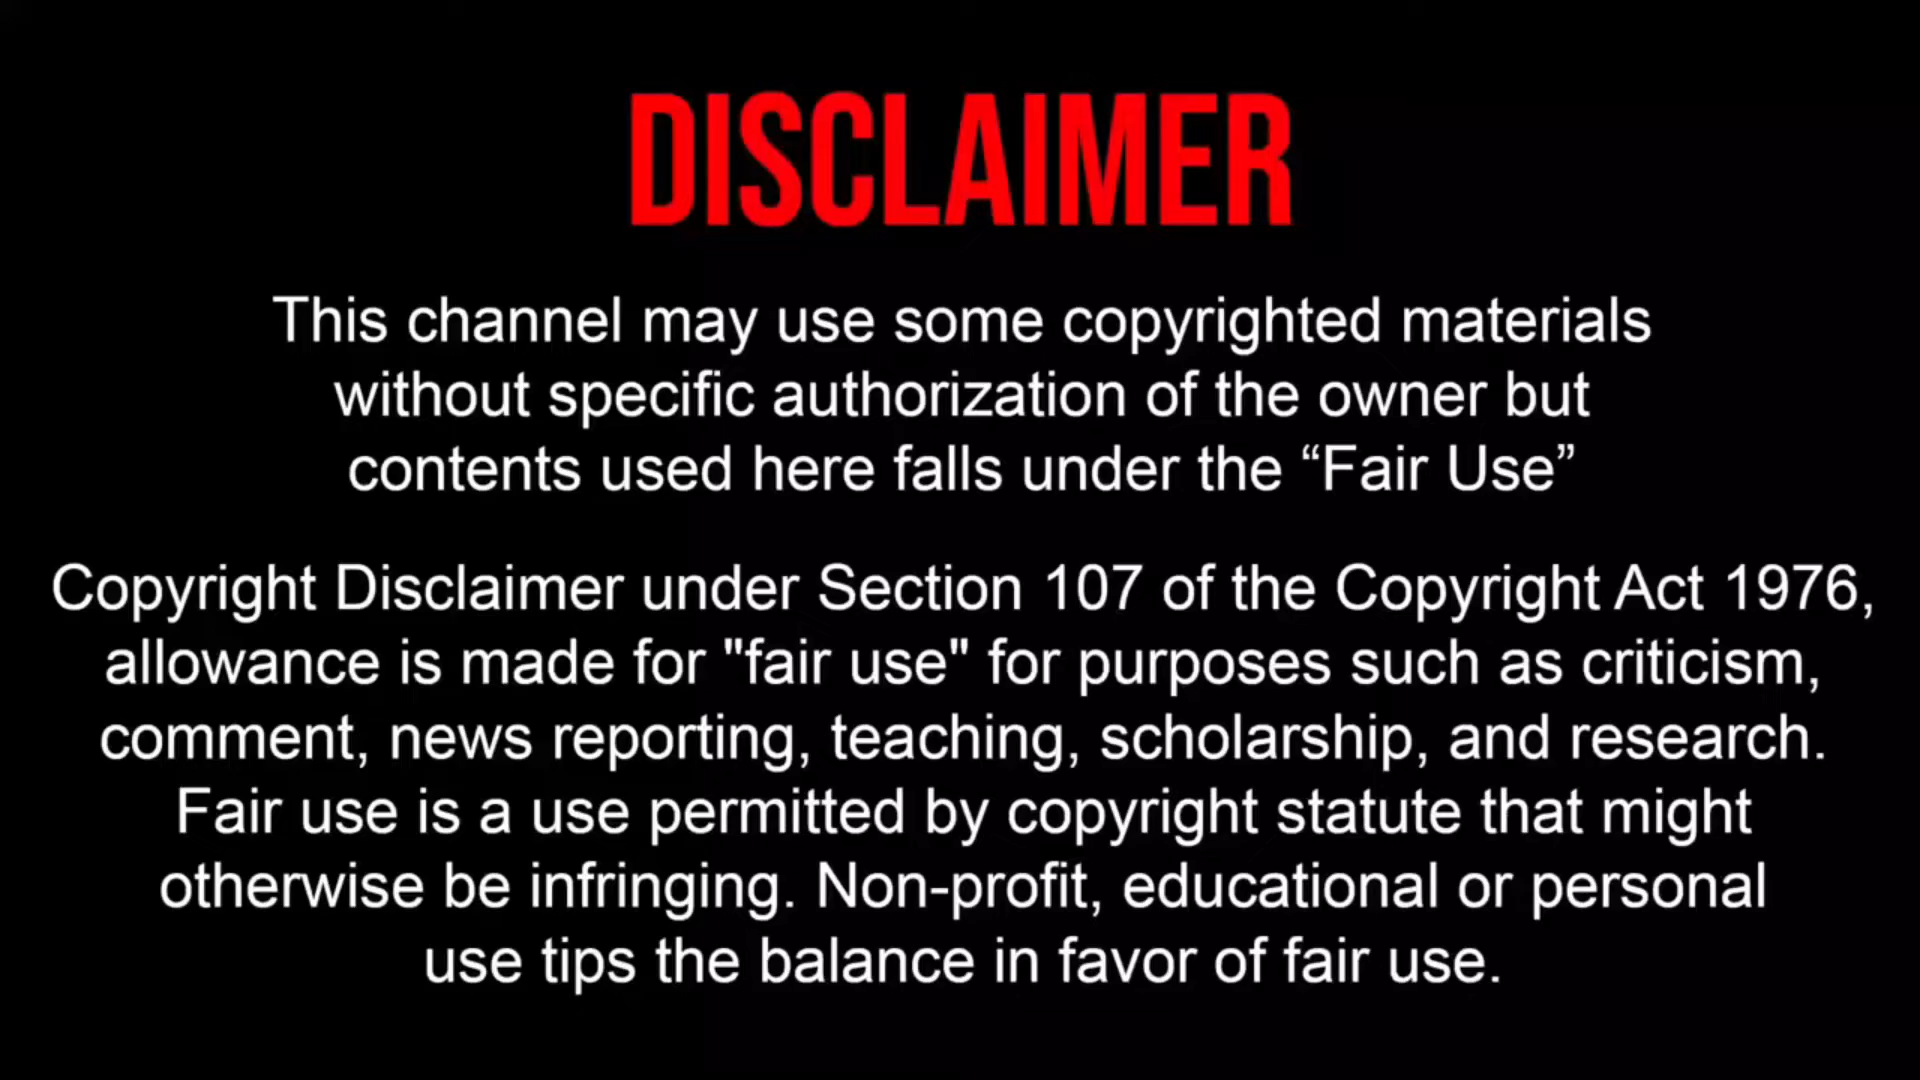 DISCLAIMER
This channel may use some copyrighted materials
without specific authorization of the owner but
contents used here falls under the “Fair Use”
Copyright Disclaimer under Section 107 of the Copyright Act 1976,
allowance is made for "fair use" for purposes such as criticism,
comment, news reporting, teaching, scholarship, and research.
Fair use is a use permitted by copyright statute that might
otherwise be infringing. Non-profit, educational or personal
use tips the balance in favor of fair use.